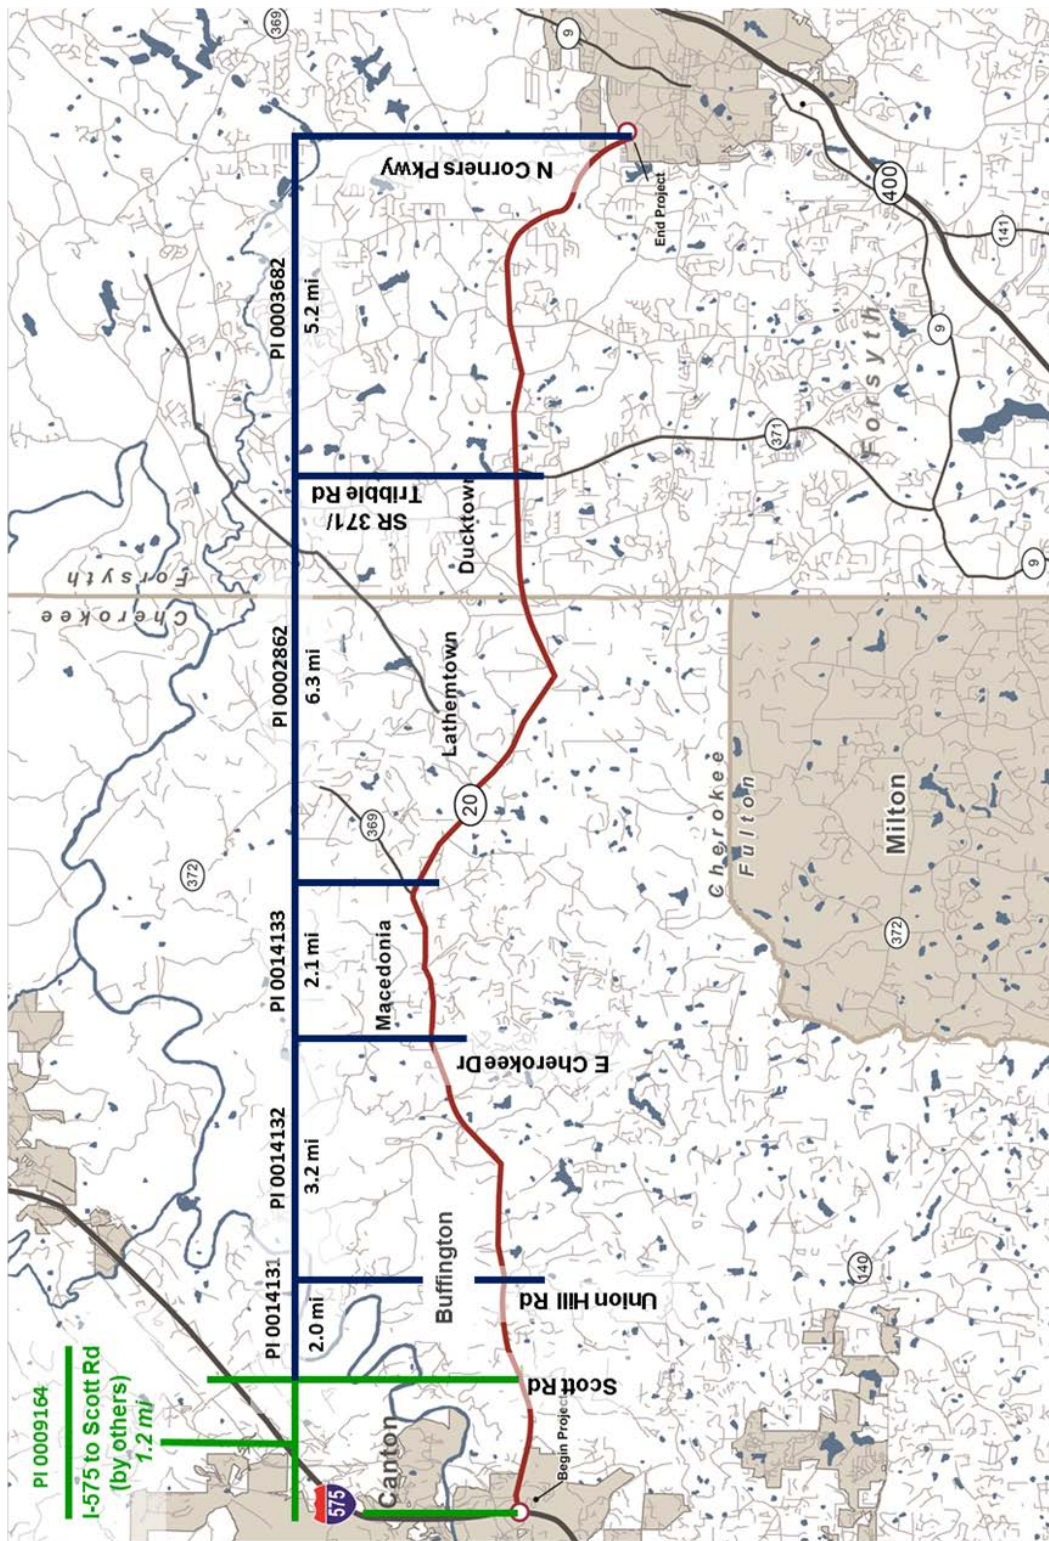 PI 0009164
I-575 to Scott Rd
(by others)
1.2 mi
PI 0014131
2.0 mi
PI 0014132
3.2 mi
PI 0014133
2.1 mi
PI 0002862
6.3 mi
PI 0003682
5.2 mi
369
372
Cherokee
Forsyth
575
Canton
Buffington
Macedonia
369
Lathemtown
20
SR 371/
Tribble Rd
Ducktown
N Corners Pkwy
9
Begin Project
Scott Rd
Union Hill Rd
E Cherokee Dr
End Project
Cherokee
Fulton
371
Forsyth
400
141
9
140
372
Milton
9